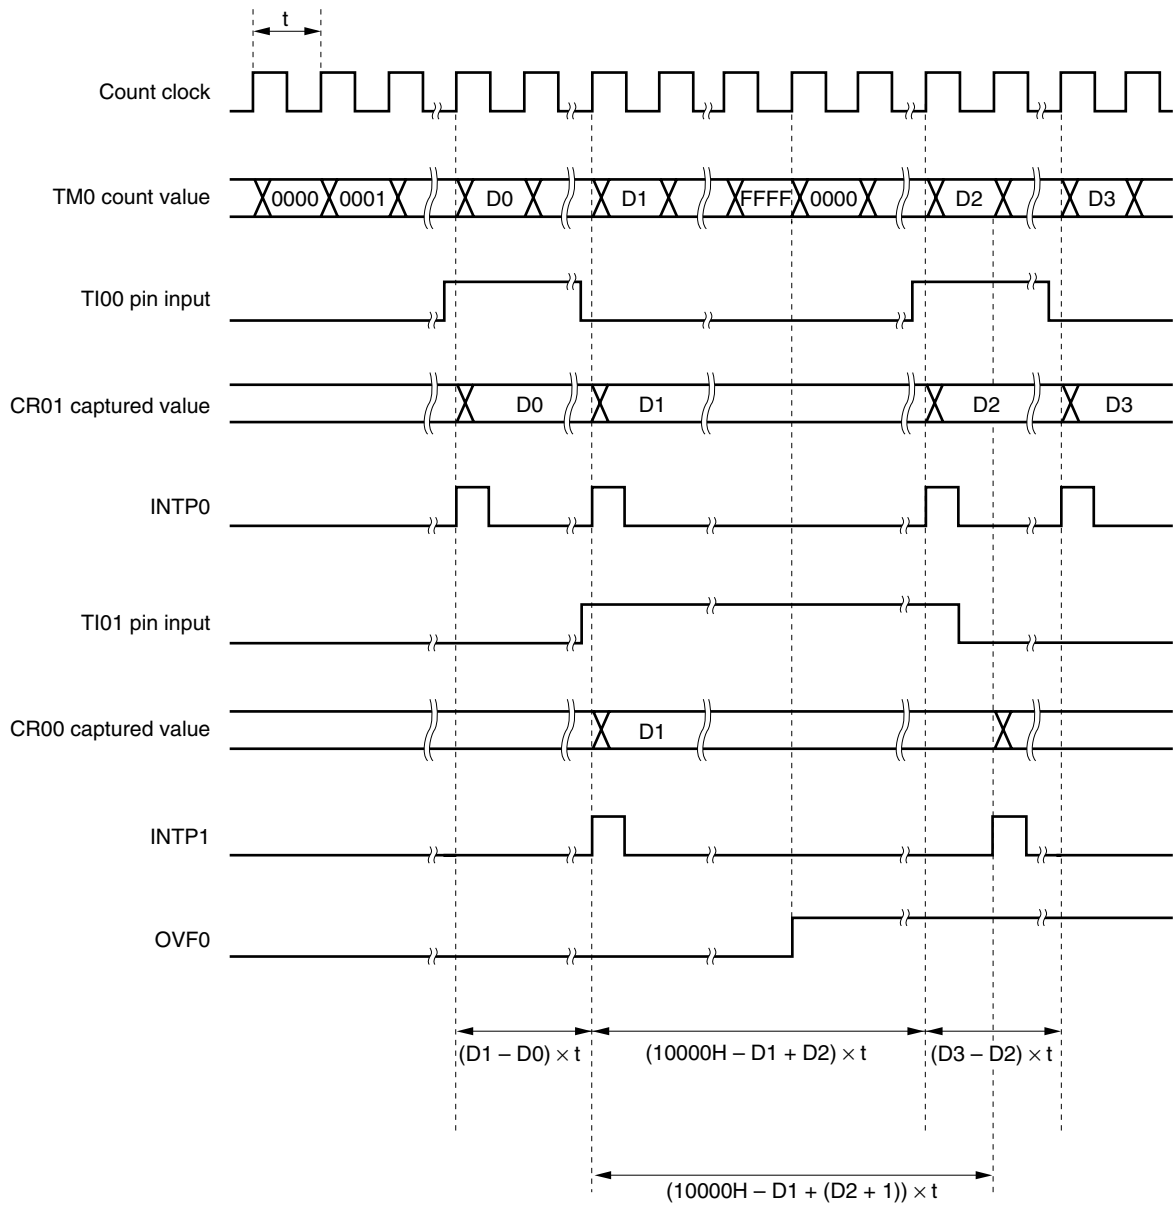 t
Count clock
TM0 count value 0000 0001 D0 D1 FFFF 0000 D2 D3
TI00 pin input
CR01 captured value D0 D1 D2 D3
INTP0
TI01 pin input
CR00 captured value D1
INTP1
OVF0
(D1 – D0) × t (10000H – D1 + D2) × t (D3 – D2) × t
(10000H – D1 + (D2 + 1)) × t